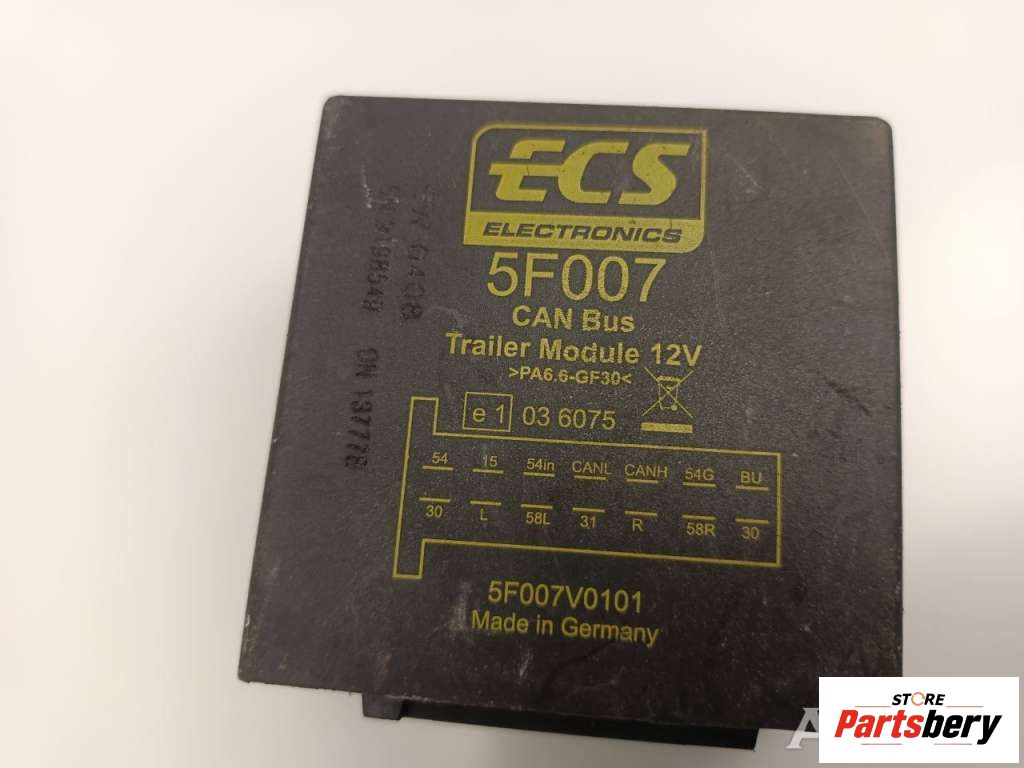 ECS
ELECTRONICS
5F007
CAN Bus
Trailer Module 12V
>PA6.6-GF30<
e 1 03 6075
54 15 54in CANL CANH 54G BU
30 L 58L 31 R 58R 30
5F007V0101
Made in Germany
STORE
Partsbery